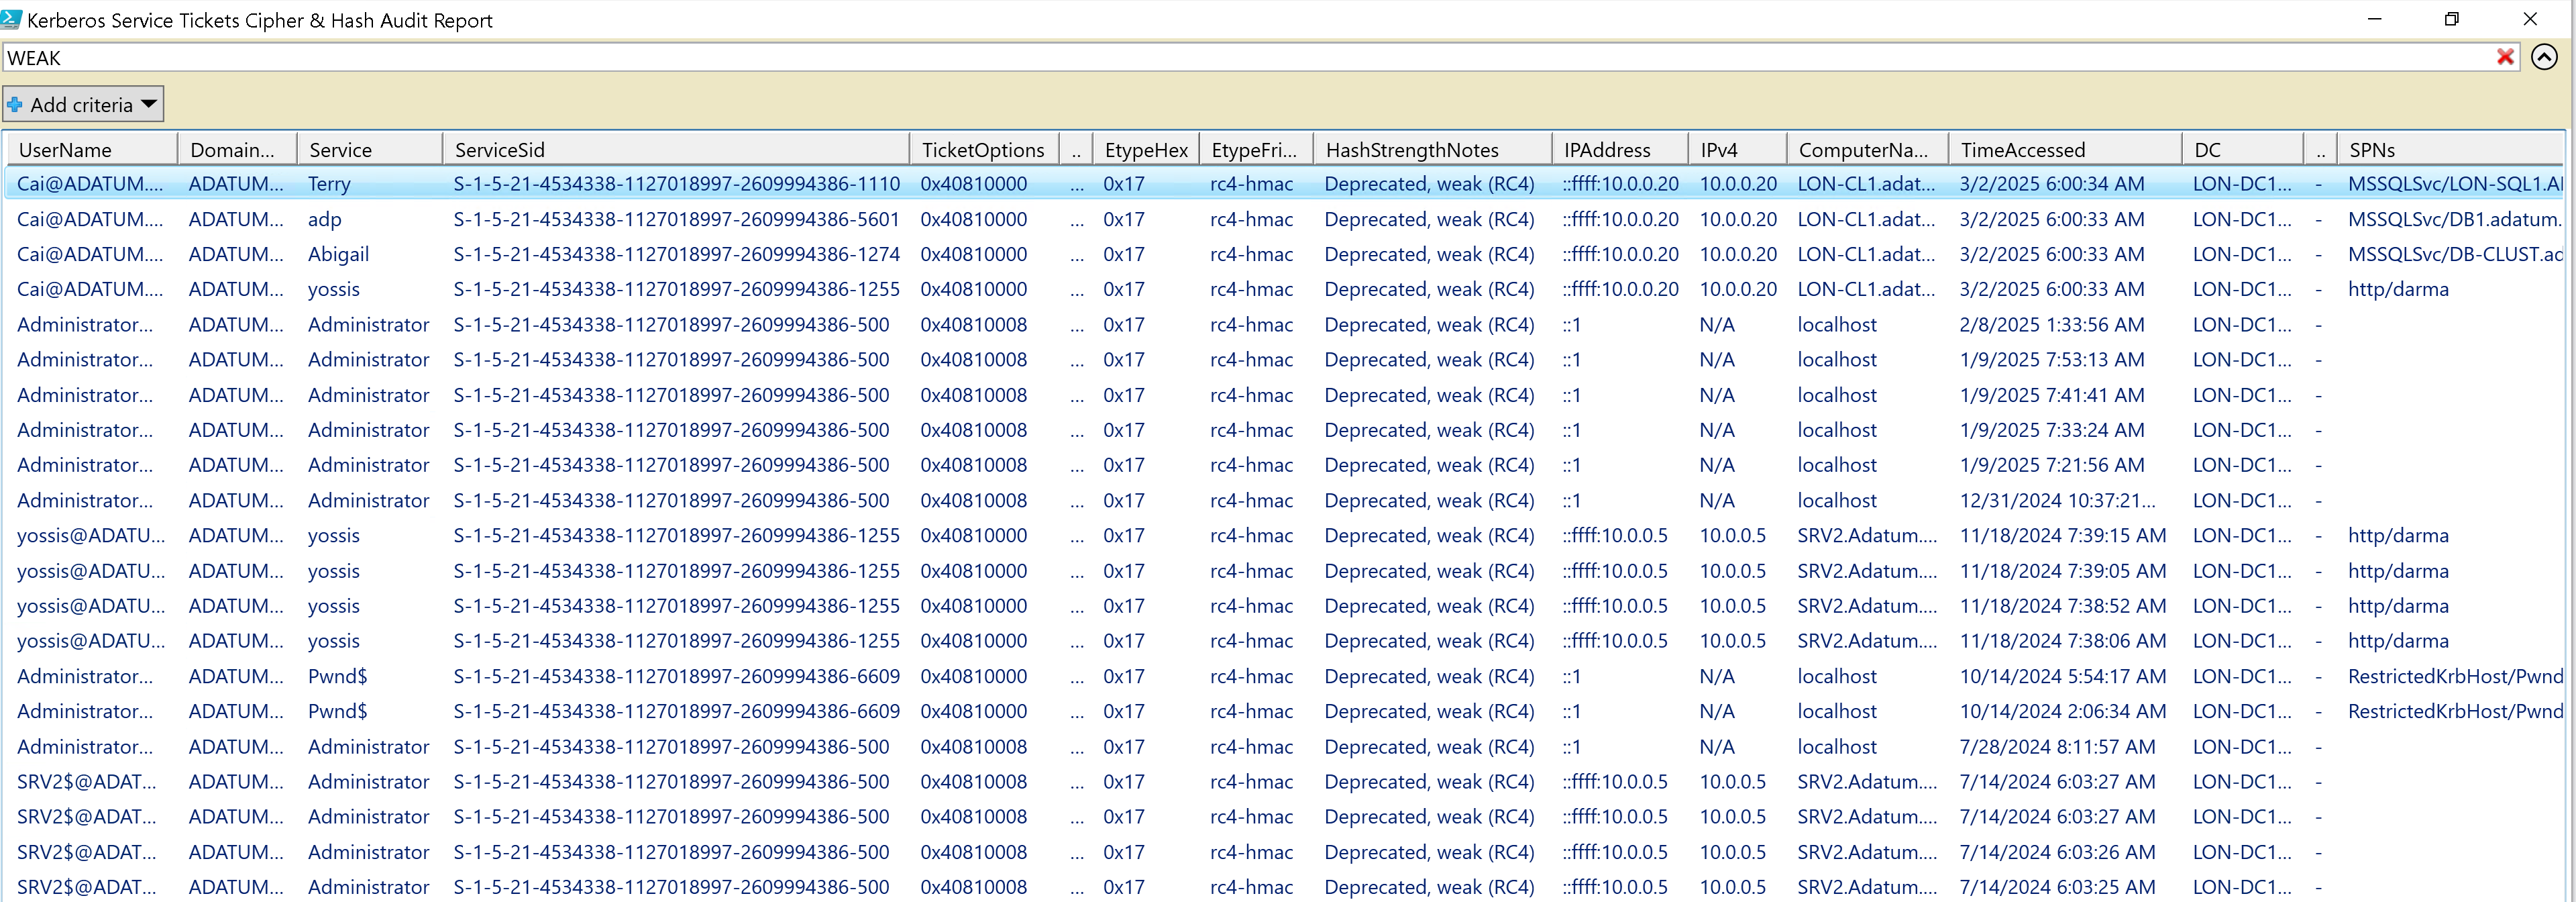 Kerberos Service Tickets Cipher & Hash Audit Report
WEAK
Add criteria
UserName Domain... Service ServiceSid TicketOptions .. EtypeHex EtypeFri... HashStrengthNotes IPAddress IPv4 ComputerNa... TimeAccessed DC .. SPNs
Cai@ADATUM.... ADATUM... Terry S-1-5-21-4534338-1127018997-2609994386-1110 0x40810000 ... 0x17 rc4-hmac Deprecated, weak (RC4) ::ffff:10.0.0.20 10.0.0.20 LON-CL1.adat... 3/2/2025 6:00:34 AM LON-DC1... - MSSQLSvc/LON-SQL1.A
Cai@ADATUM.... ADATUM... adp S-1-5-21-4534338-1127018997-2609994386-5601 0x40810000 ... 0x17 rc4-hmac Deprecated, weak (RC4) ::ffff:10.0.0.20 10.0.0.20 LON-CL1.adat... 3/2/2025 6:00:33 AM LON-DC1... - MSSQLSvc/DB1.adatum.
Cai@ADATUM.... ADATUM... Abigail S-1-5-21-4534338-1127018997-2609994386-1274 0x40810000 ... 0x17 rc4-hmac Deprecated, weak (RC4) ::ffff:10.0.0.20 10.0.0.20 LON-CL1.adat... 3/2/2025 6:00:33 AM LON-DC1... - MSSQLSvc/DB-CLUST.ad
Cai@ADATUM.... ADATUM... yossis S-1-5-21-4534338-1127018997-2609994386-1255 0x40810000 ... 0x17 rc4-hmac Deprecated, weak (RC4) ::ffff:10.0.0.20 10.0.0.20 LON-CL1.adat... 3/2/2025 6:00:33 AM LON-DC1... - http/darma
Administrator... ADATUM... Administrator S-1-5-21-4534338-1127018997-2609994386-500 0x40810008 ... 0x17 rc4-hmac Deprecated, weak (RC4) ::1 N/A localhost 2/8/2025 1:33:56 AM LON-DC1... -
Administrator... ADATUM... Administrator S-1-5-21-4534338-1127018997-2609994386-500 0x40810008 ... 0x17 rc4-hmac Deprecated, weak (RC4) ::1 N/A localhost 1/9/2025 7:53:13 AM LON-DC1... -
Administrator... ADATUM... Administrator S-1-5-21-4534338-1127018997-2609994386-500 0x40810008 ... 0x17 rc4-hmac Deprecated, weak (RC4) ::1 N/A localhost 1/9/2025 7:41:41 AM LON-DC1... -
Administrator... ADATUM... Administrator S-1-5-21-4534338-1127018997-2609994386-500 0x40810008 ... 0x17 rc4-hmac Deprecated, weak (RC4) ::1 N/A localhost 1/9/2025 7:33:24 AM LON-DC1... -
Administrator... ADATUM... Administrator S-1-5-21-4534338-1127018997-2609994386-500 0x40810008 ... 0x17 rc4-hmac Deprecated, weak (RC4) ::1 N/A localhost 1/9/2025 7:21:56 AM LON-DC1... -
Administrator... ADATUM... Administrator S-1-5-21-4534338-1127018997-2609994386-500 0x40810008 ... 0x17 rc4-hmac Deprecated, weak (RC4) ::1 N/A localhost 12/31/2024 10:37:21... LON-DC1... -
yossis@ADATU... ADATUM... yossis S-1-5-21-4534338-1127018997-2609994386-1255 0x40810000 ... 0x17 rc4-hmac Deprecated, weak (RC4) ::ffff:10.0.0.5 10.0.0.5 SRV2.Adatum.... 11/18/2024 7:39:15 AM LON-DC1... - http/darma
yossis@ADATU... ADATUM... yossis S-1-5-21-4534338-1127018997-2609994386-1255 0x40810000 ... 0x17 rc4-hmac Deprecated, weak (RC4) ::ffff:10.0.0.5 10.0.0.5 SRV2.Adatum.... 11/18/2024 7:39:05 AM LON-DC1... - http/darma
yossis@ADATU... ADATUM... yossis S-1-5-21-4534338-1127018997-2609994386-1255 0x40810000 ... 0x17 rc4-hmac Deprecated, weak (RC4) ::ffff:10.0.0.5 10.0.0.5 SRV2.Adatum.... 11/18/2024 7:38:52 AM LON-DC1... - http/darma
yossis@ADATU... ADATUM... yossis S-1-5-21-4534338-1127018997-2609994386-1255 0x40810000 ... 0x17 rc4-hmac Deprecated, weak (RC4) ::ffff:10.0.0.5 10.0.0.5 SRV2.Adatum.... 11/18/2024 7:38:06 AM LON-DC1... - http/darma
Administrator... ADATUM... Pwnd$ S-1-5-21-4534338-1127018997-2609994386-6609 0x40810000 ... 0x17 rc4-hmac Deprecated, weak (RC4) ::1 N/A localhost 10/14/2024 5:54:17 AM LON-DC1... - RestrictedKrbHost/Pwnd
Administrator... ADATUM... Pwnd$ S-1-5-21-4534338-1127018997-2609994386-6609 0x40810000 ... 0x17 rc4-hmac Deprecated, weak (RC4) ::1 N/A localhost 10/14/2024 2:06:34 AM LON-DC1... - RestrictedKrbHost/Pwnd
Administrator... ADATUM... Administrator S-1-5-21-4534338-1127018997-2609994386-500 0x40810008 ... 0x17 rc4-hmac Deprecated, weak (RC4) ::1 N/A localhost 7/28/2024 8:11:57 AM LON-DC1... -
SRV2$@ADAT... ADATUM... Administrator S-1-5-21-4534338-1127018997-2609994386-500 0x40810008 ... 0x17 rc4-hmac Deprecated, weak (RC4) ::ffff:10.0.0.5 10.0.0.5 SRV2.Adatum.... 7/14/2024 6:03:27 AM LON-DC1... -
SRV2$@ADAT... ADATUM... Administrator S-1-5-21-4534338-1127018997-2609994386-500 0x40810008 ... 0x17 rc4-hmac Deprecated, weak (RC4) ::ffff:10.0.0.5 10.0.0.5 SRV2.Adatum.... 7/14/2024 6:03:27 AM LON-DC1... -
SRV2$@ADAT... ADATUM... Administrator S-1-5-21-4534338-1127018997-2609994386-500 0x40810008 ... 0x17 rc4-hmac Deprecated, weak (RC4) ::ffff:10.0.0.5 10.0.0.5 SRV2.Adatum.... 7/14/2024 6:03:26 AM LON-DC1... -
SRV2$@ADAT... ADATUM... Administrator S-1-5-21-4534338-1127018997-2609994386-500 0x40810008 ... 0x17 rc4-hmac Deprecated, weak (RC4) ::ffff:10.0.0.5 10.0.0.5 SRV2.Adatum.... 7/14/2024 6:03:25 AM LON-DC1... -